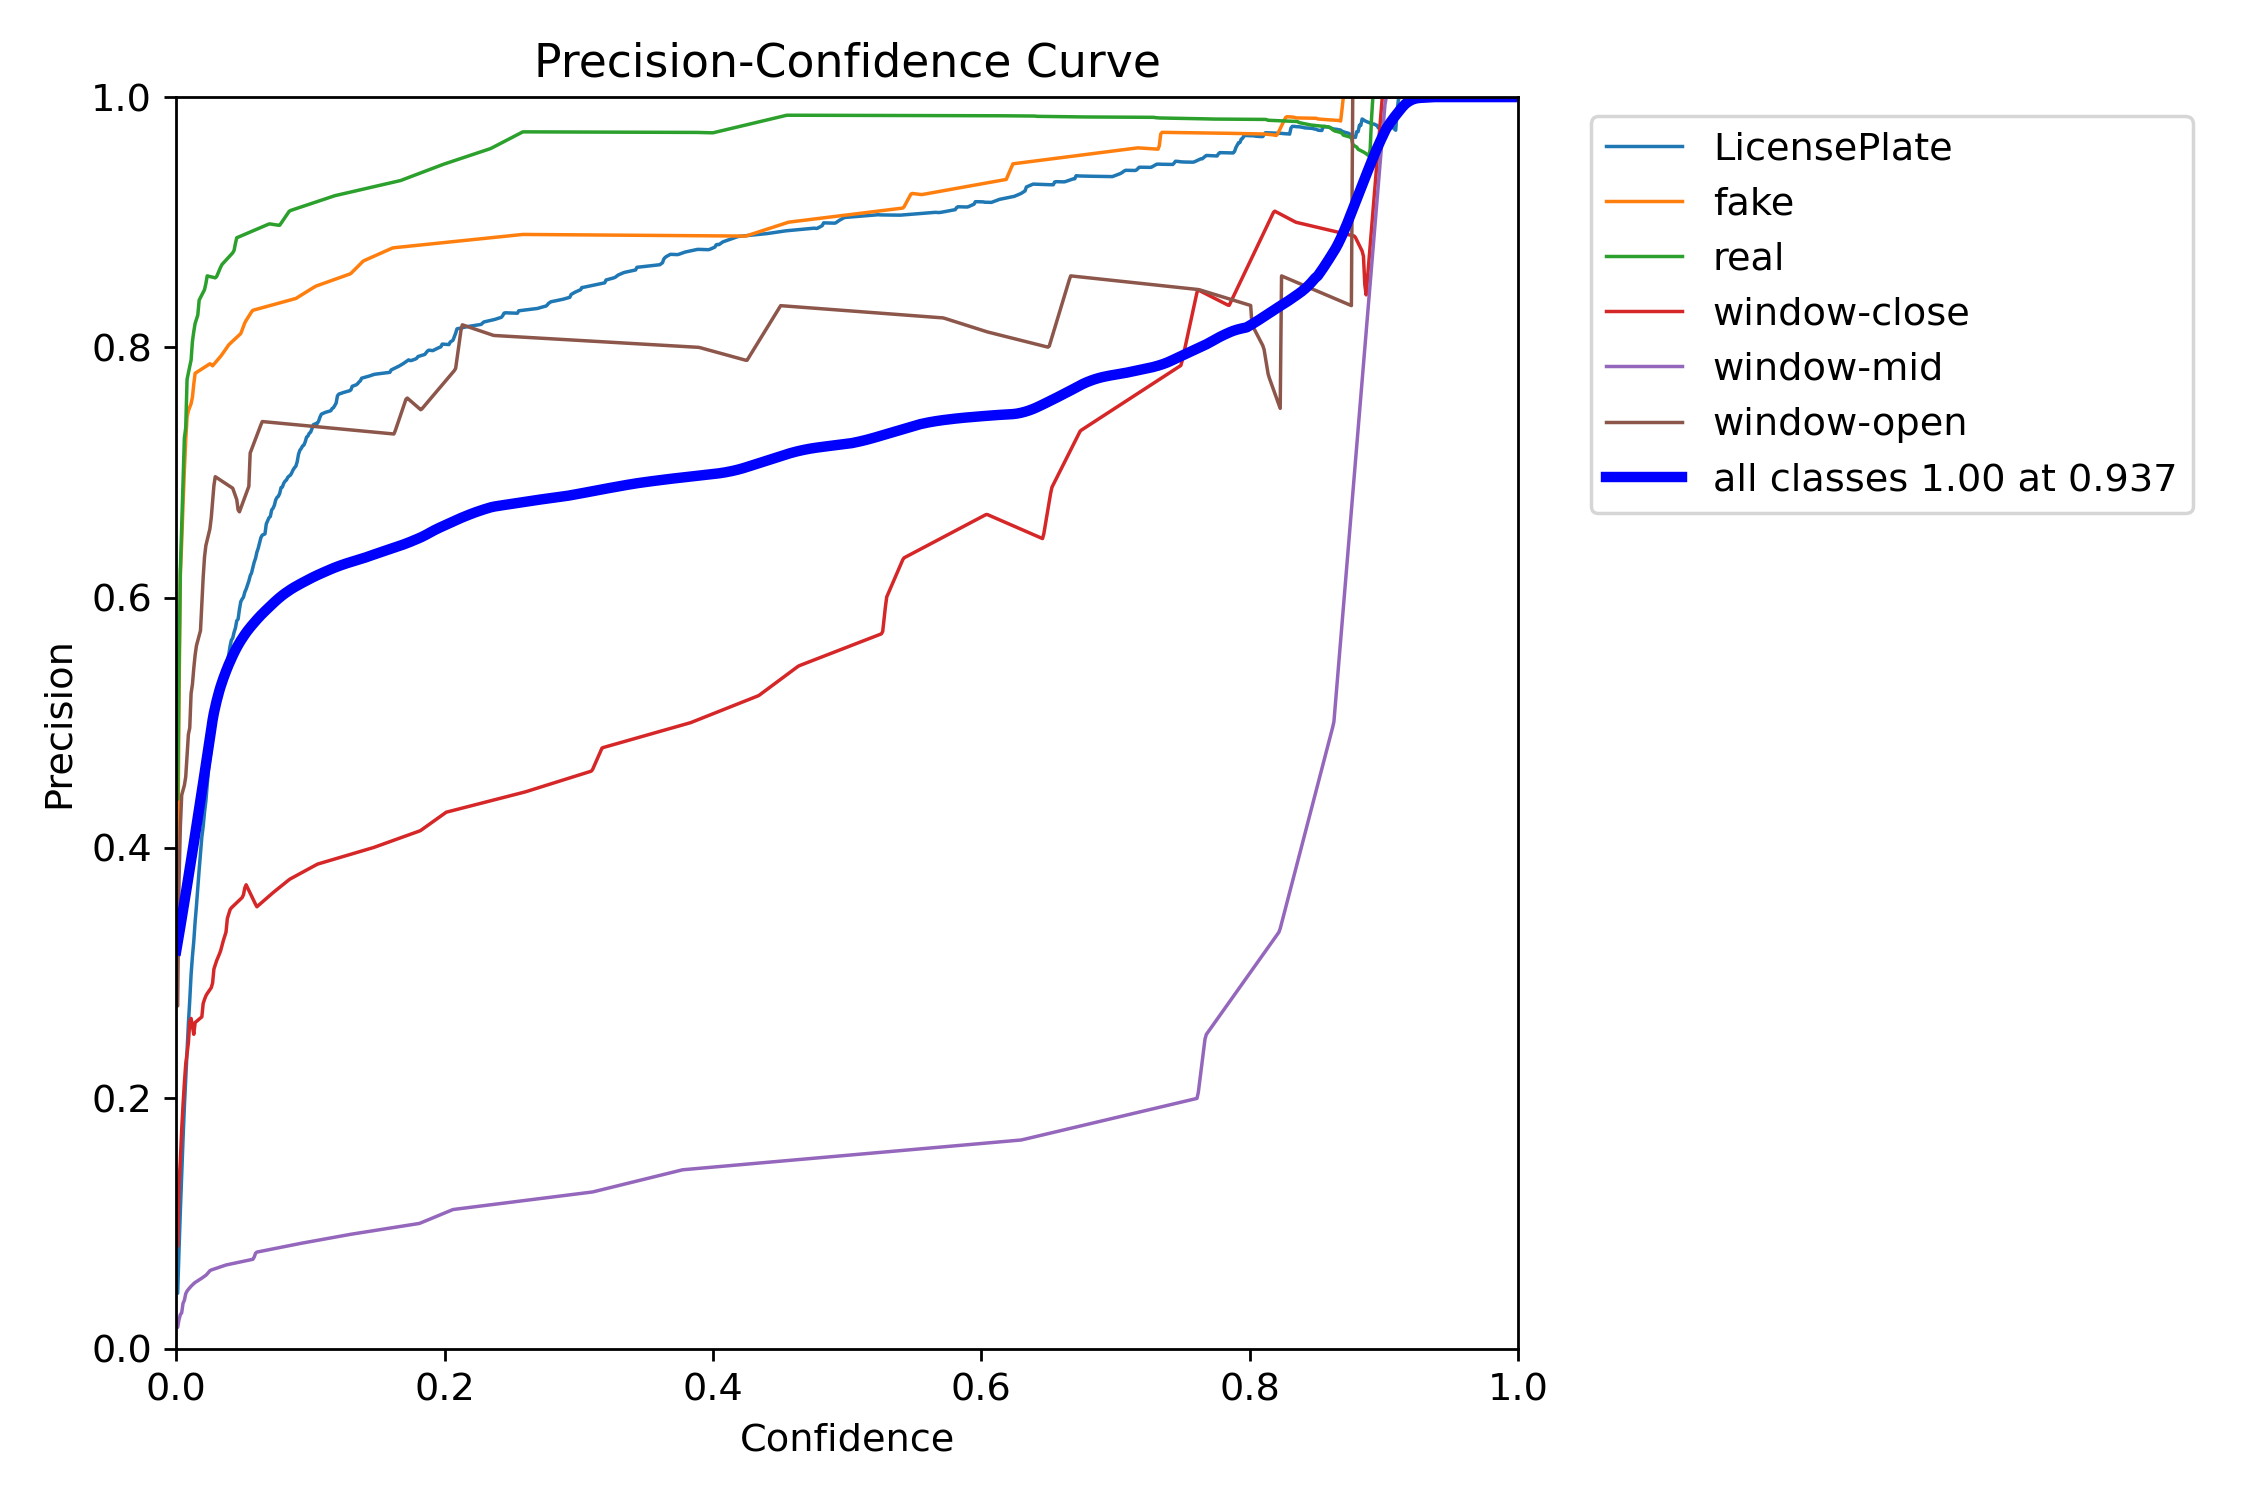 Precision-Confidence Curve
1.0
0.8
0.6
0.4
0.2
0.0
Precision
0.0 0.2 0.4 0.6 0.8 1.0
Confidence
LicensePlate
fake
real
window-close
window-mid
window-open
all classes 1.00 at 0.937